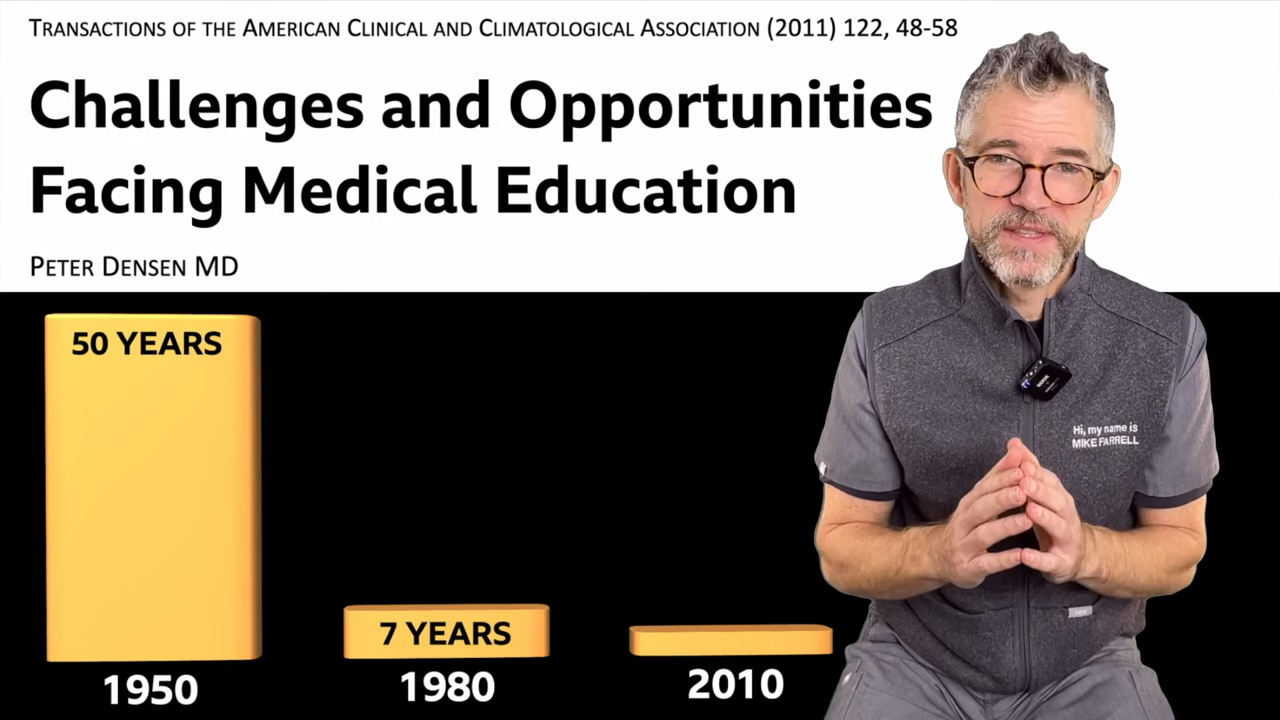 TRANSACTIONS OF THE AMERICAN CLINICAL AND CLIMATOLOGICAL ASSOCIATION (2011) 122, 48-58
Challenges and Opportunities
Facing Medical Education
PETER DENSEN MD
50 YEARS
7 YEARS
1950
1980
2010
Hi, my name is
MIKE FARRELL